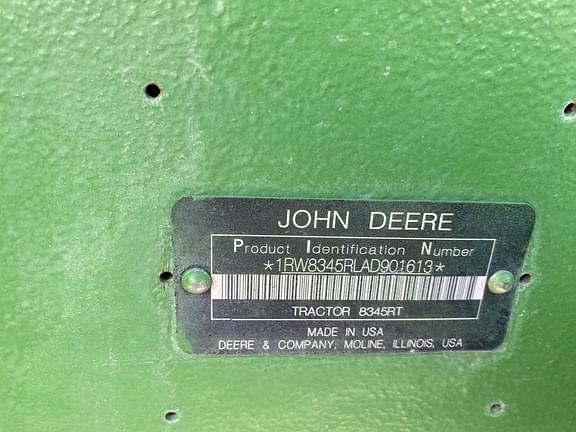 JOHN DEERE
Product Identification Number
*1RW8345RLAD901613*
TRACTOR 8345RT
MADE IN USA
DEERE & COMPANY, MOLINE, ILLINOIS, USA